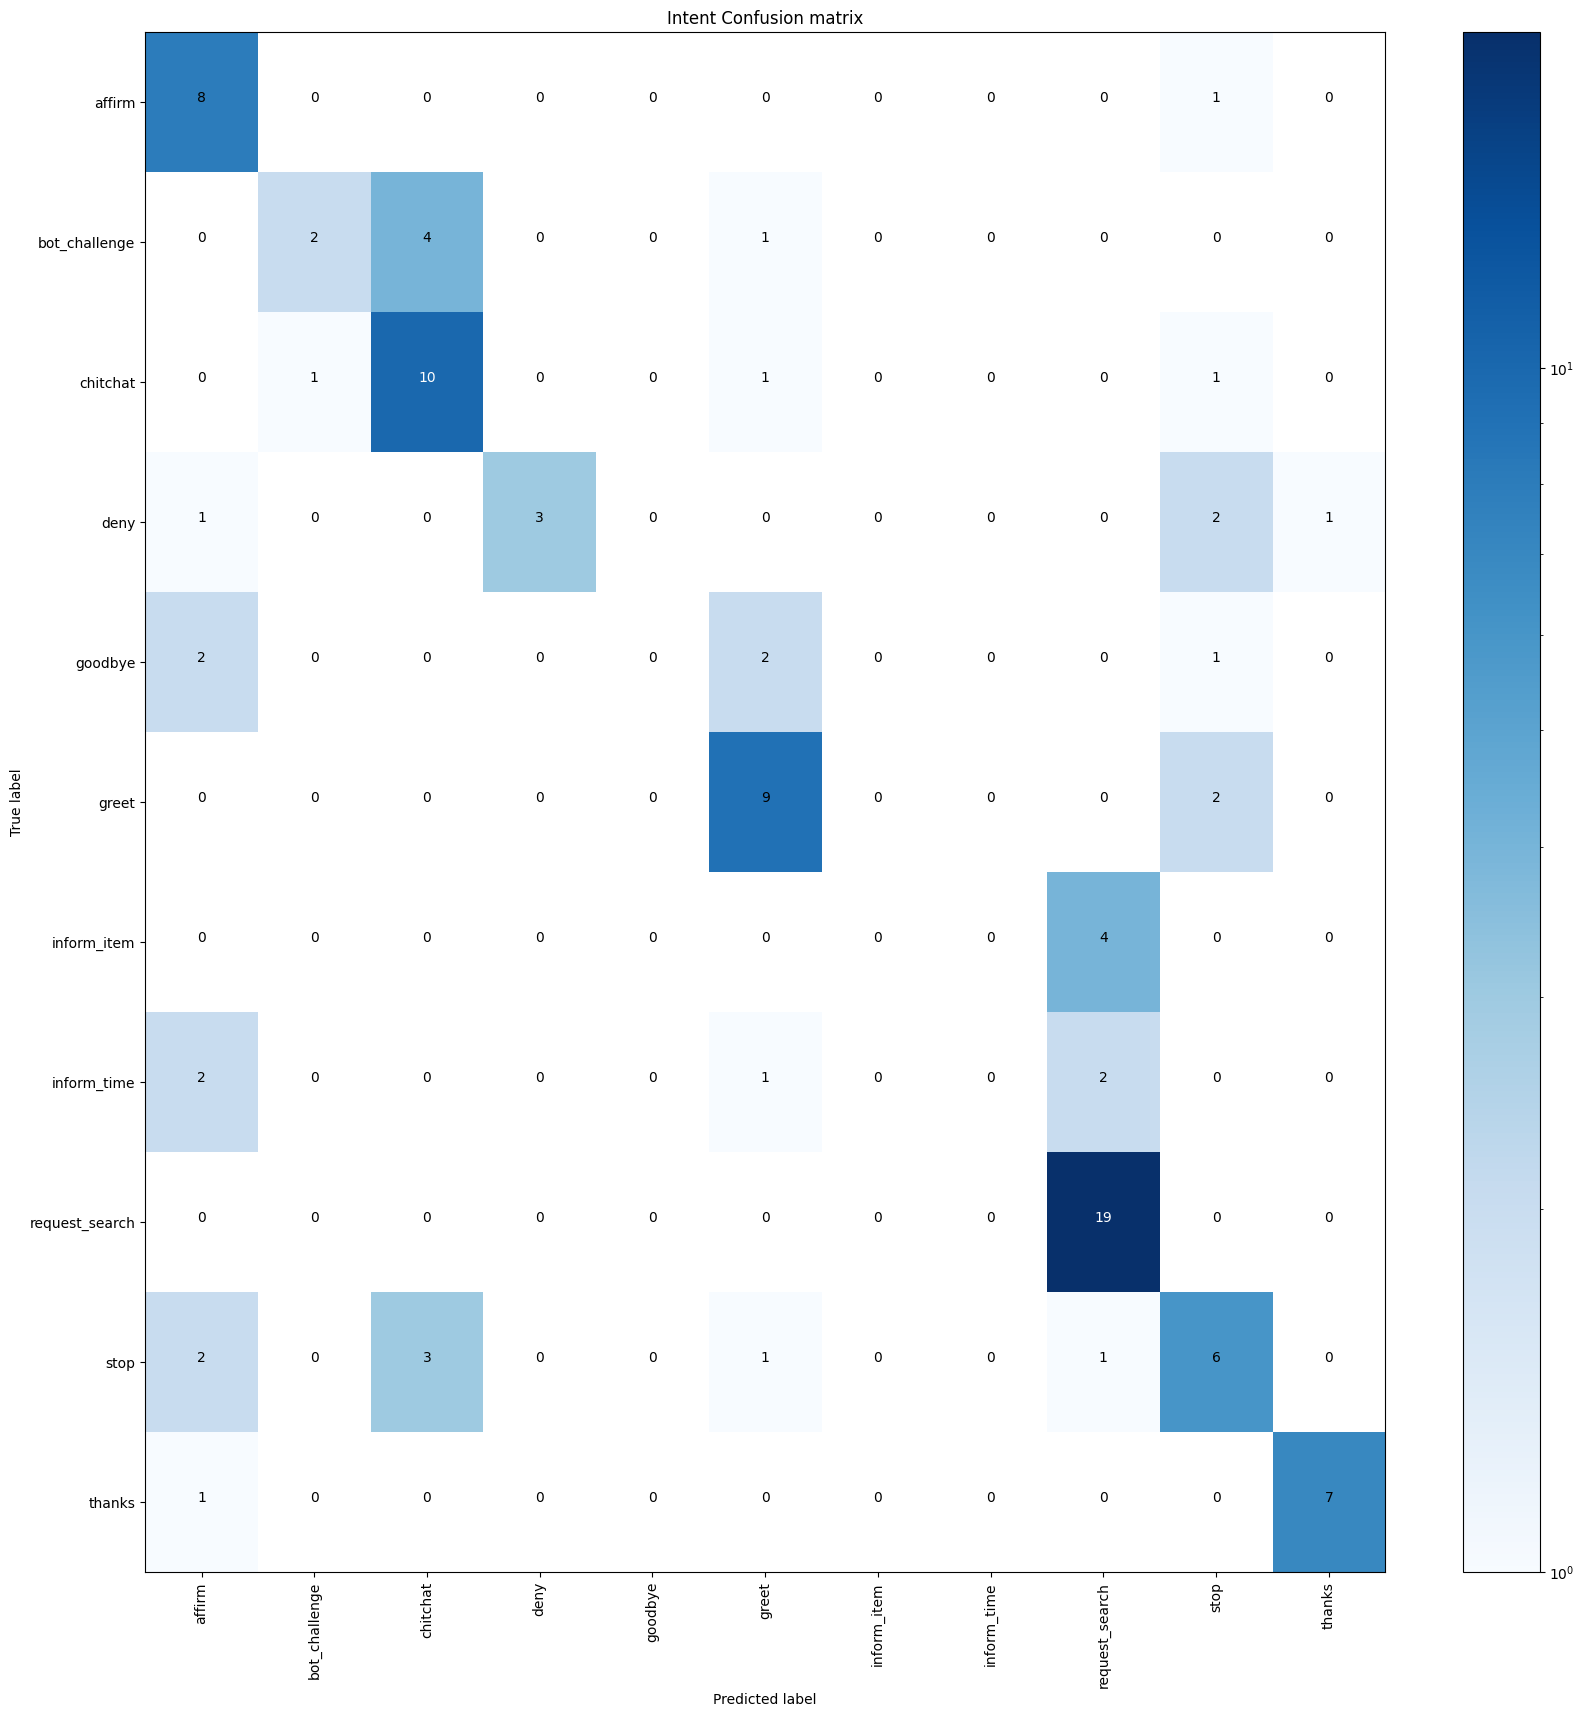 Intent Confusion matrix
affirm 8 0 0 0 0 0 0 0 0 1 0
bot_challenge 0 2 4 0 0 1 0 0 0 0 0
chitchat 0 1 10 0 0 1 0 0 0 1 0
deny 1 0 0 3 0 0 0 0 0 2 1
goodbye 2 0 0 0 0 2 0 0 0 1 0
greet 0 0 0 0 0 9 0 0 0 2 0
inform_item 0 0 0 0 0 0 0 0 4 0 0
inform_time 2 0 0 0 0 1 0 0 2 0 0
request_search 0 0 0 0 0 0 0 0 19 0 0
stop 2 0 3 0 0 1 0 0 1 6 0
thanks 1 0 0 0 0 0 0 0 0 0 7
True label
affirm
bot_challenge
chitchat
deny
goodbye
greet
inform_item
inform_time
request_search
stop
thanks
Predicted label
10¹
10⁰